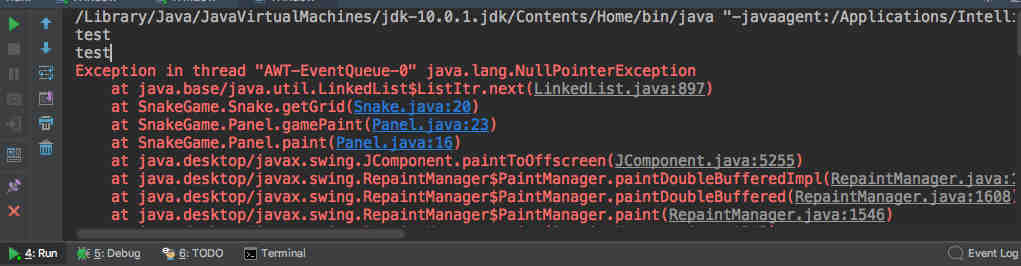 /Library/Java/JavaVirtualMachines/jdk-10.0.1.jdk/Contents/Home/bin/java "-javaagent:/Applications/Intelli
test
test
Exception in thread "AWT-EventQueue-0" java.lang.NullPointerException
at java.base/java.util.LinkedList$ListItr.next(LinkedList.java:897)
at SnakeGame.Snake.getGrid(Snake.java:20)
at SnakeGame.Panel.gamePaint(Panel.java:23)
at SnakeGame.Panel.paint(Panel.java:16)
at java.desktop/javax.swing.JComponent.paintToOffscreen(JComponent.java:5255)
at java.desktop/javax.swing.RepaintManager$PaintManager.paintDoubleBufferedImpl(RepaintManager.java:1
at java.desktop/javax.swing.RepaintManager$PaintManager.paintDoubleBuffered(RepaintManager.java:1608)
at java.desktop/javax.swing.RepaintManager$PaintManager.paint(RepaintManager.java:1546)
4: Run 5: Debug 6: TODO Terminal Event Log